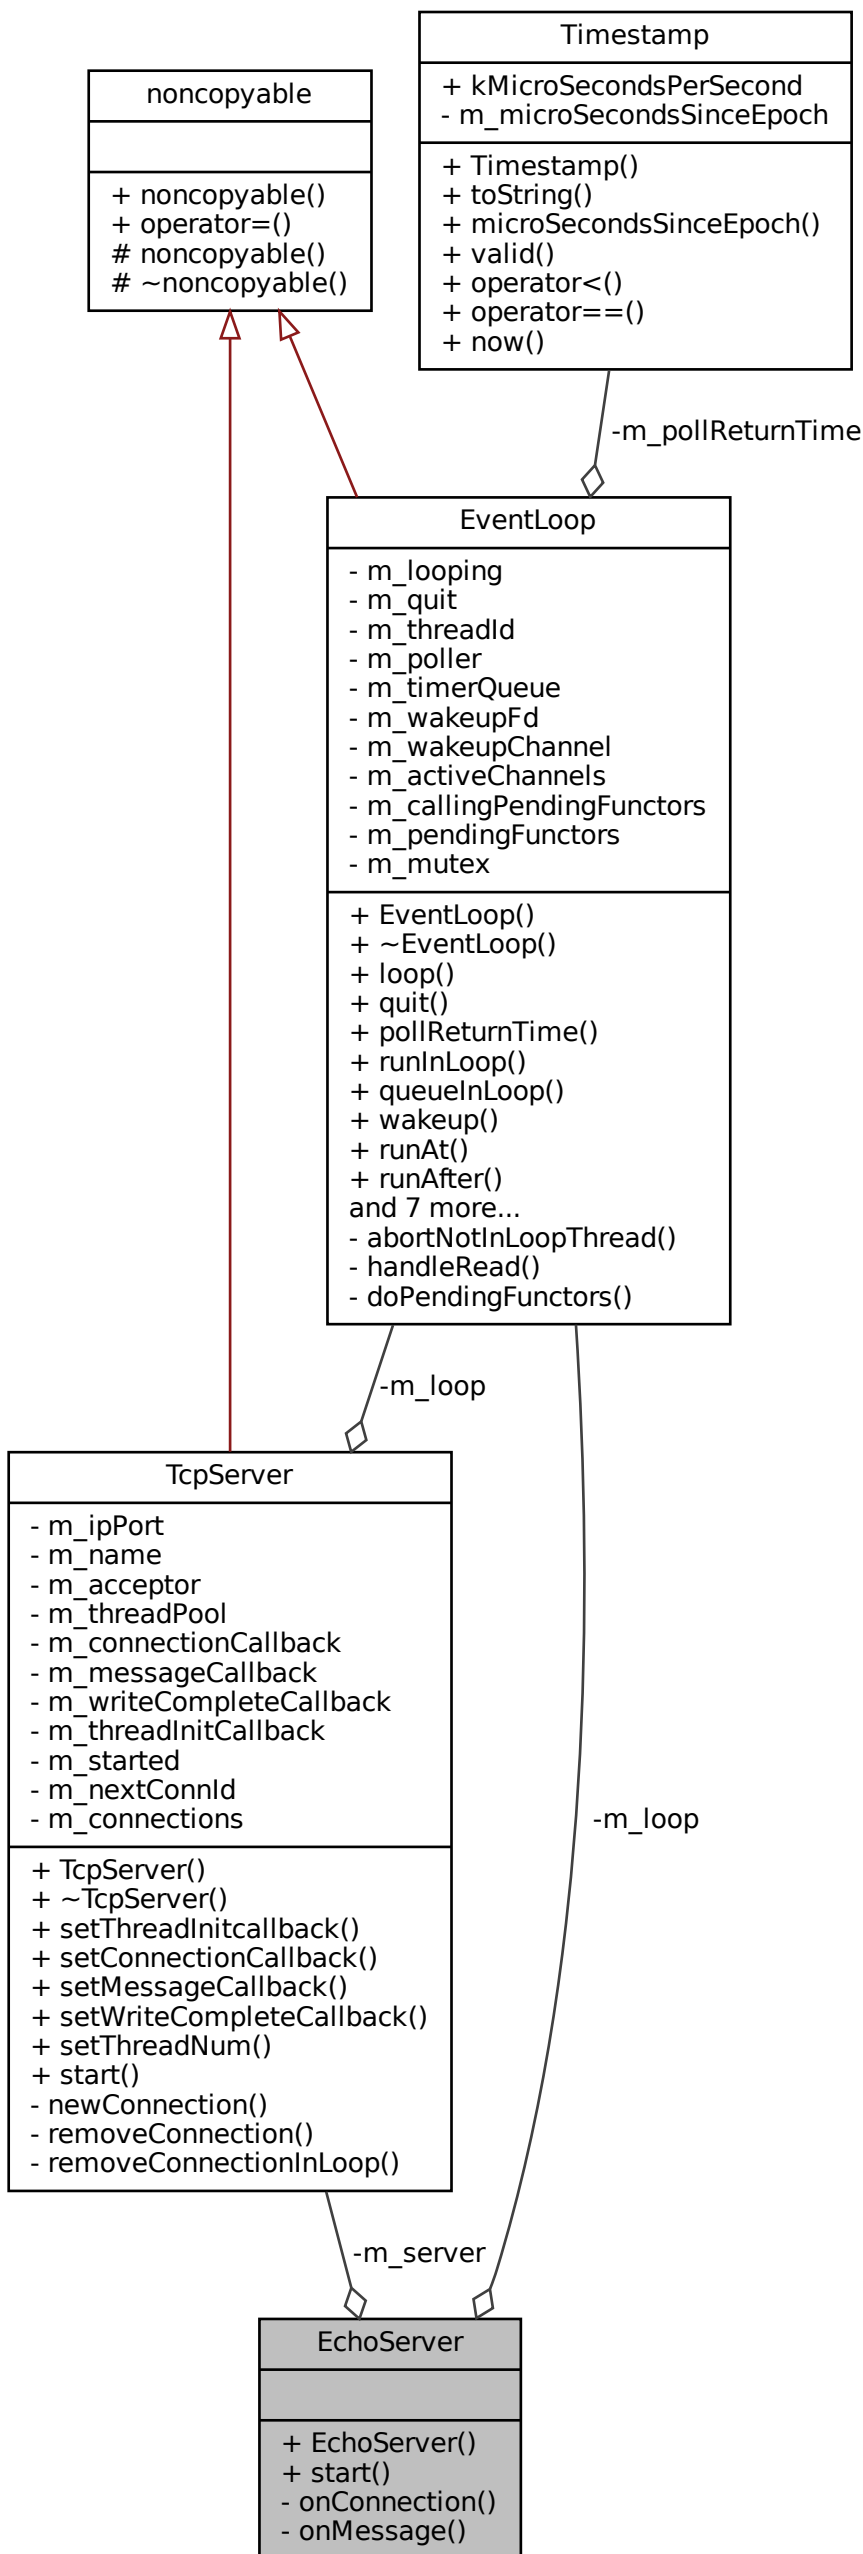 Timestamp
+ kMicroSecondsPerSecond
- m_microSecondsSinceEpoch
+ Timestamp()
+ toString()
+ microSecondsSinceEpoch()
+ valid()
+ operator<()
+ operator==()
+ now()
noncopyable
+ noncopyable()
+ operator=()
# noncopyable()
# ~noncopyable()
-m_pollReturnTime
EventLoop
- m_looping
- m_quit
- m_threadId
- m_poller
- m_timerQueue
- m_wakeupFd
- m_wakeupChannel
- m_activeChannels
- m_callingPendingFunctors
- m_pendingFunctors
- m_mutex
+ EventLoop()
+ ~EventLoop()
+ loop()
+ quit()
+ pollReturnTime()
+ runInLoop()
+ queueInLoop()
+ wakeup()
+ runAt()
+ runAfter()
and 7 more...
- abortNotInLoopThread()
- handleRead()
- doPendingFunctors()
-m_loop
TcpServer
- m_ipPort
- m_name
- m_acceptor
- m_threadPool
- m_connectionCallback
- m_messageCallback
- m_writeCompleteCallback
- m_threadInitCallback
- m_started
- m_nextConnId
- m_connections
+ TcpServer()
+ ~TcpServer()
+ setThreadInitcallback()
+ setConnectionCallback()
+ setMessageCallback()
+ setWriteCompleteCallback()
+ setThreadNum()
+ start()
- newConnection()
- removeConnection()
- removeConnectionInLoop()
-m_loop
-m_server
EchoServer
+ EchoServer()
+ start()
- onConnection()
- onMessage()